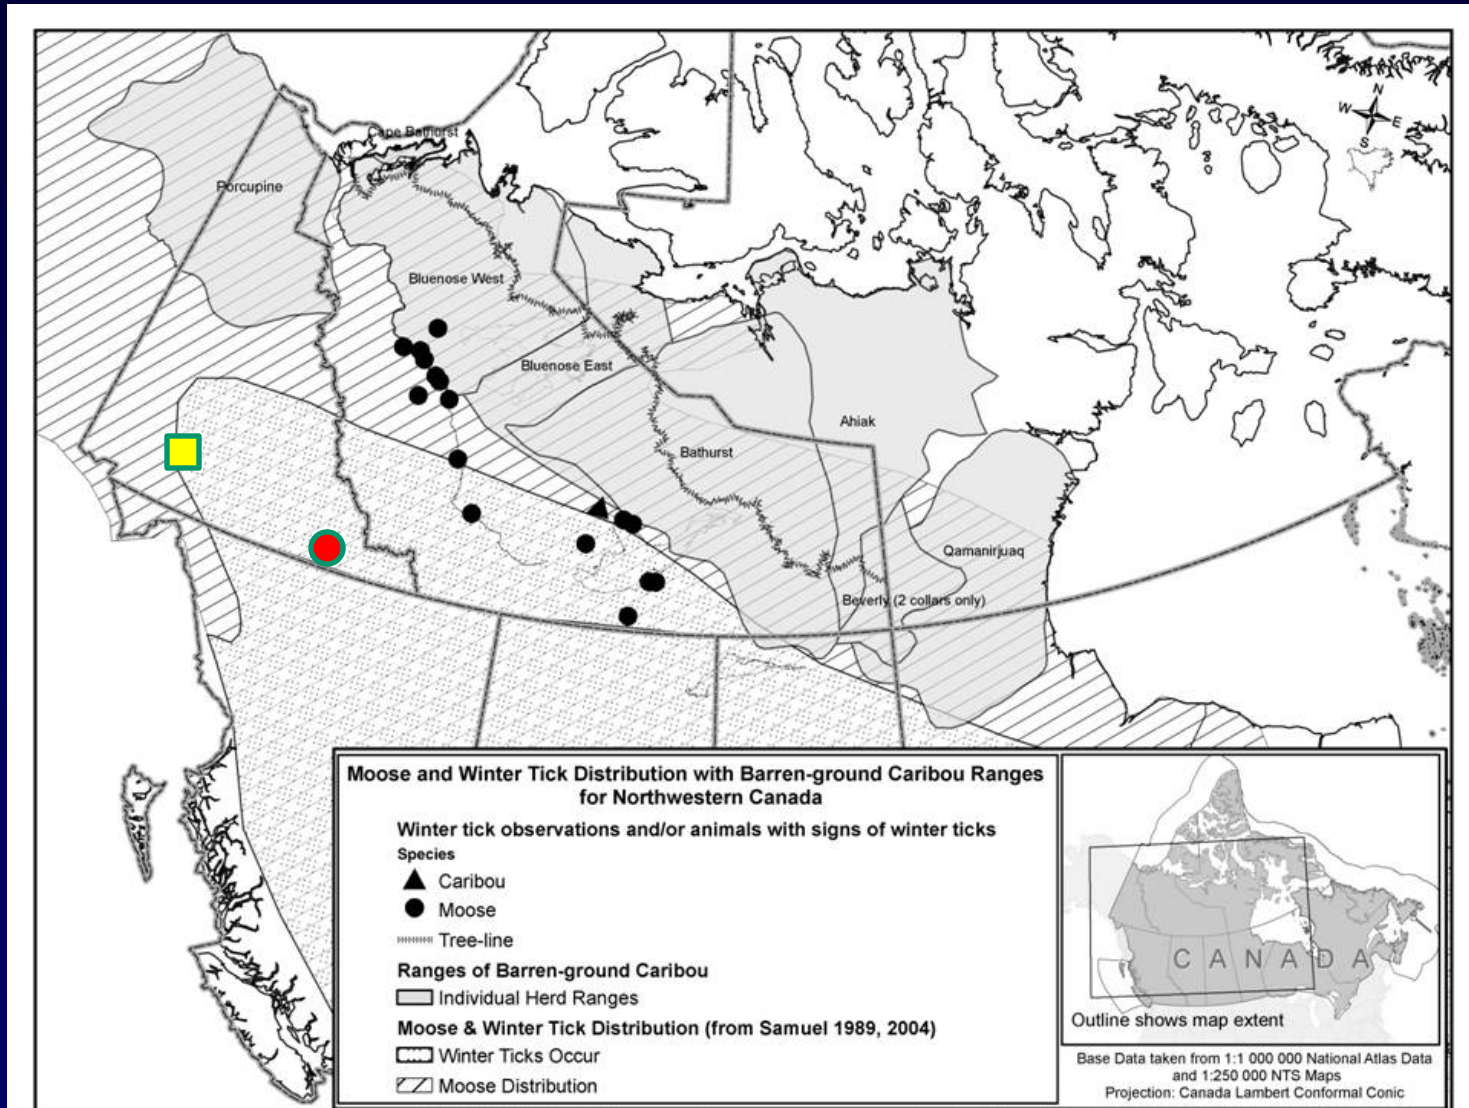 N
W E
S
Cape Bathurst
Porcupine
Bluenose West
Bluenose East
Ahiak
Bathurst
Qamanirjuaq
Beverly (2 collars only)
Moose and Winter Tick Distribution with Barren-ground Caribou Ranges
for Northwestern Canada
Winter tick observations and/or animals with signs of winter ticks
Species
Caribou
Moose
Tree-line
Ranges of Barren-ground Caribou
Individual Herd Ranges
Moose & Winter Tick Distribution (from Samuel 1989, 2004)
Winter Ticks Occur
Moose Distribution
CANADA
Outline shows map extent
Base Data taken from 1:1 000 000 National Atlas Data
and 1:250 000 NTS Maps
Projection: Canada Lambert Conformal Conic